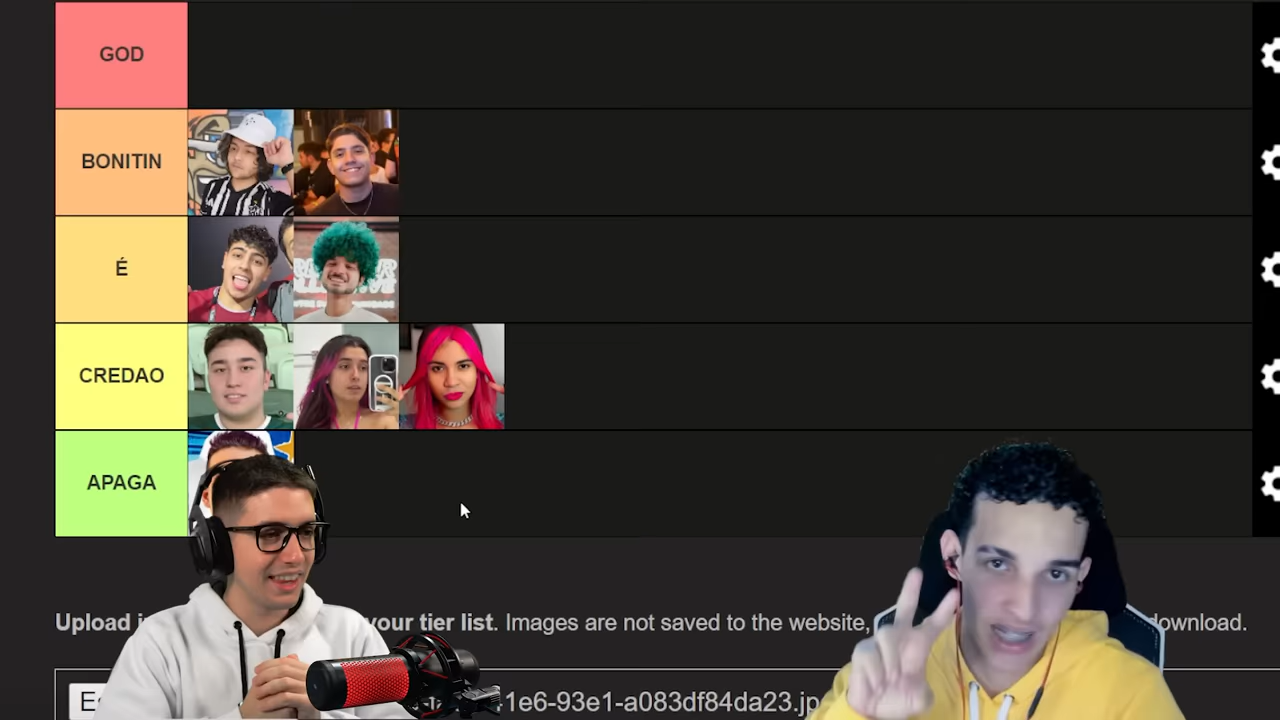 GOD
BONITIN
É
CREDAO
APAGA
Upload your tier list. Images are not saved to the website, ownload.
1e6-93e1-a083df84da23.jp